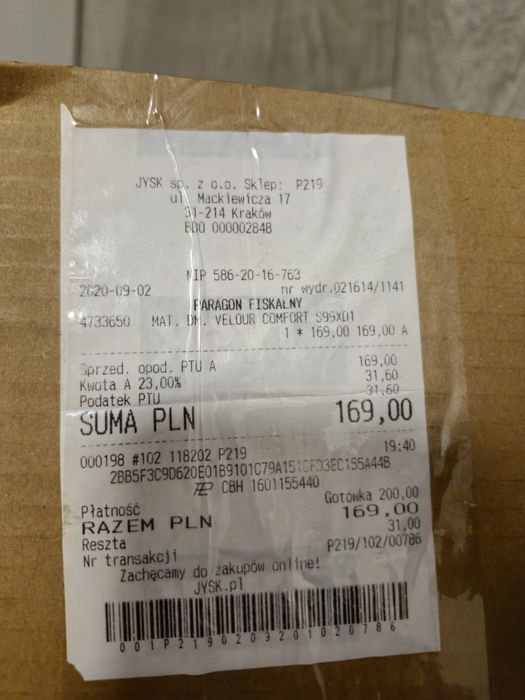 JYSK sp. z o.o. Sklep: P219
ul. Mackiewicza 17
31-214 Kraków
BDO 000002848
NIP 586-20-16-763
2020-09-02 nr wydr.021614/1141
PARAGON FISKALNY
4733650 MAT. DM. VELOUR COMFORT S99XD1
1 * 169,00 169,00 A
Sprzed. opod. PTU A 169,00
Kwota A 23,00% 31,60
Podatek PTU 31,60
SUMA PLN 169,00
000198 #102 118202 P219 19:40
2BB5F3C9D620E01B9101C79A151CFD3EC155A44B
CBH 1601155440
Płatność Gotówka 200,00
RAZEM PLN 169,00
Reszta 31,00
Nr transakcji P219/102/00786
Zachęcamy do zakupów online!
JYSK.pl
001P2190209201020786